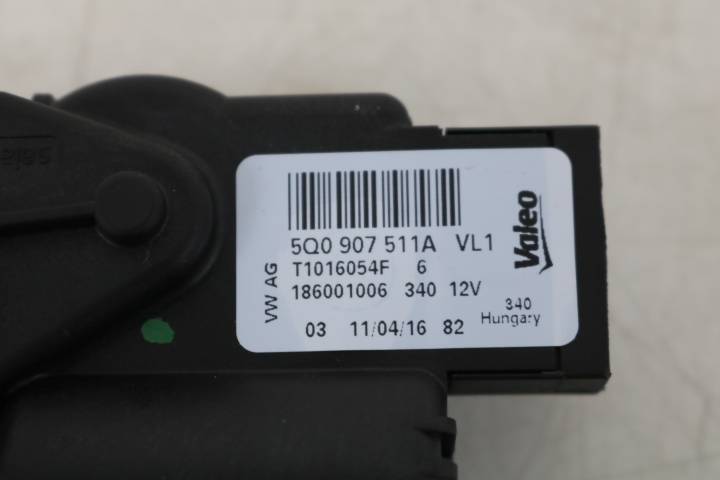 5Q0 907 511A VL1
T1016054F 6
186001006 340 12V
03 11/04/16 82
VW AG
Valeo
340
Hungary